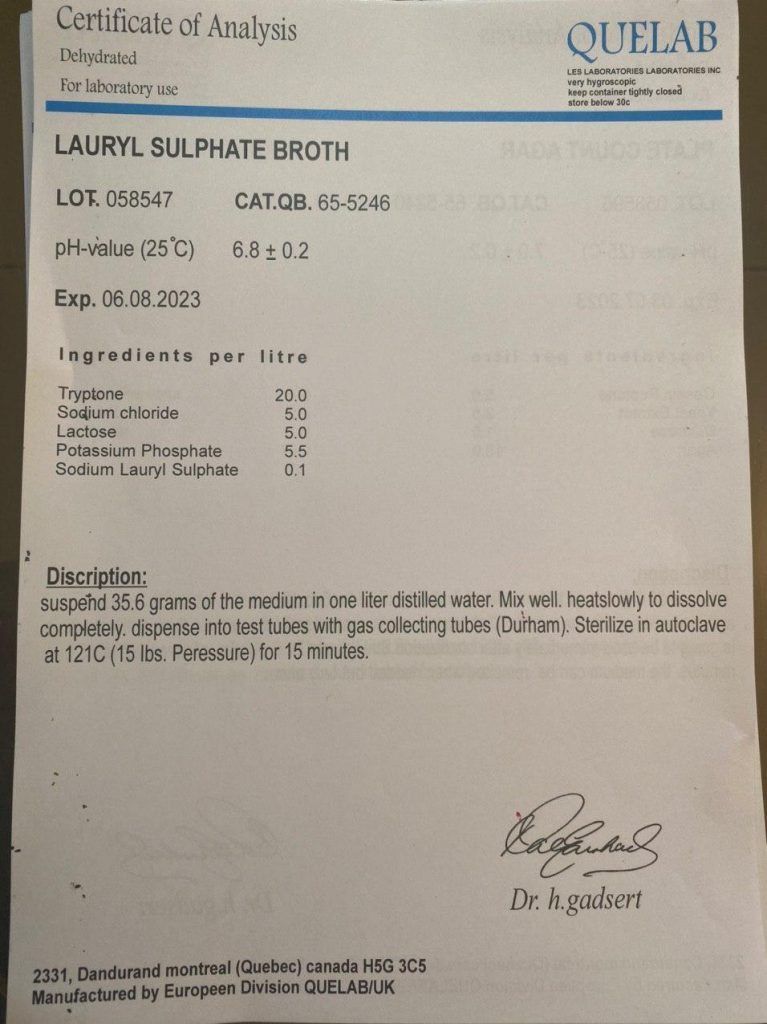 Certificate of Analysis
Dehydrated
For laboratory use
QUELAB
LES LABORATORIES LABORATORIES INC
very hygroscopic
keep container tightly closed
store below 30c
LAURYL SULPHATE BROTH
LOT. 058547 CAT.QB. 65-5246
pH-value (25°C) 6.8 ± 0.2
Exp. 06.08.2023
Ingredients per litre
Tryptone 20.0
Sodium chloride 5.0
Lactose 5.0
Potassium Phosphate 5.5
Sodium Lauryl Sulphate 0.1
Discription:
suspend 35.6 grams of the medium in one liter distilled water. Mix well. heatslowly to dissolve
completely. dispense into test tubes with gas collecting tubes (Durham). Sterilize in autoclave
at 121C (15 lbs. Peressure) for 15 minutes.
Dr. h.gadsert
2331, Dandurand montreal (Quebec) canada H5G 3C5
Manufactured by Europeen Division QUELAB/UK